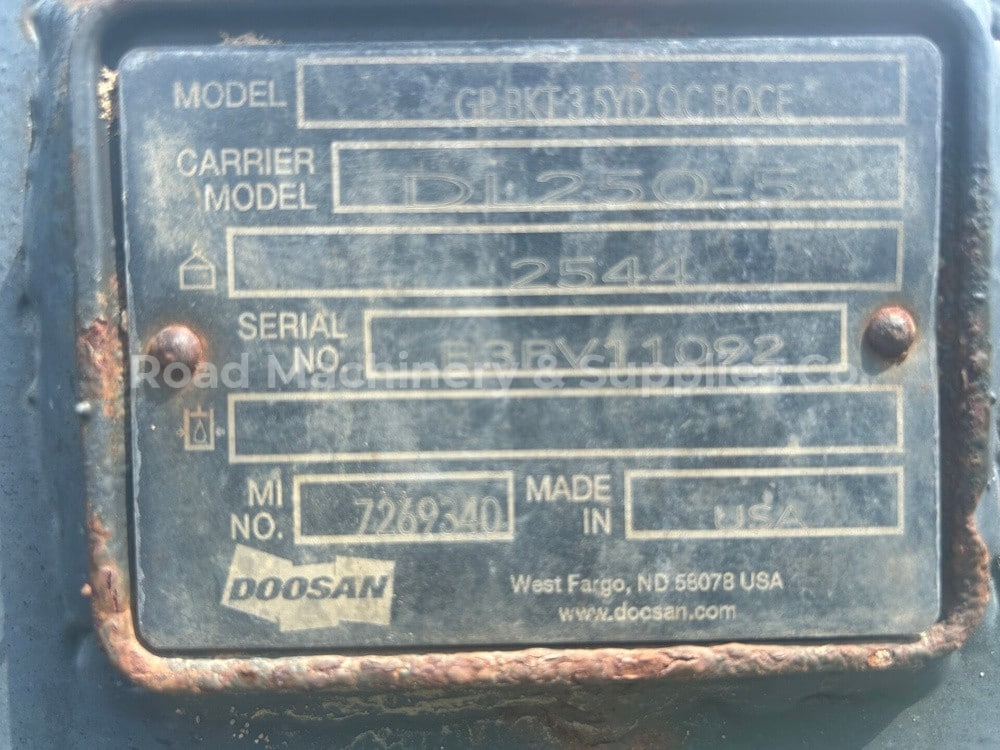 MODEL GP BKT 3.5YD QC BOCE
CARRIER MODEL DL250-5
2544
SERIAL NO. 11092
Road Machinery & Supplies Co.
MI NO. 7269340 MADE IN USA
DOOSAN
West Fargo, ND 58078 USA
www.doosan.com